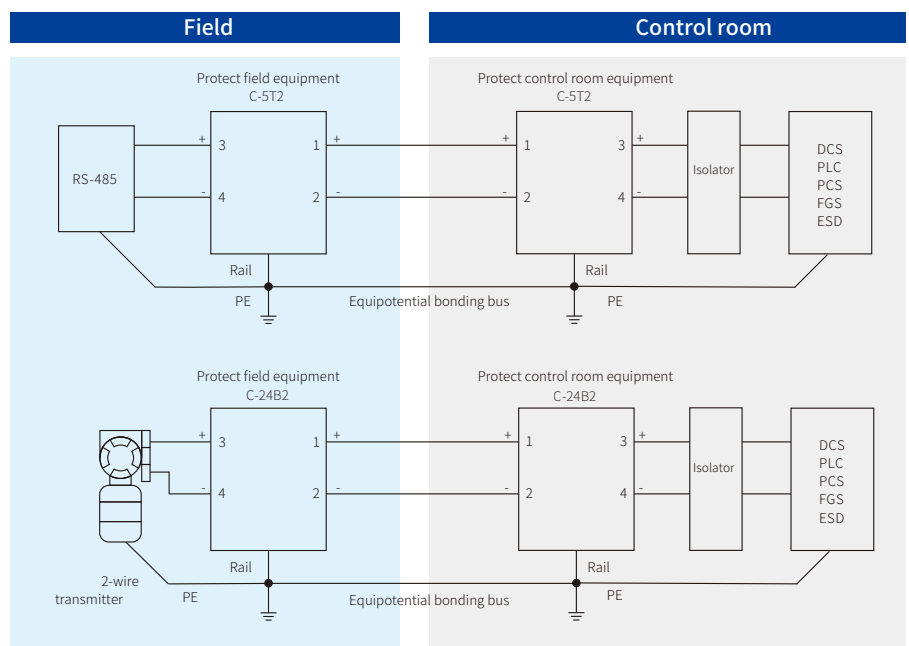 Field
Control room
Protect field equipment
C-5T2
Protect control room equipment
C-5T2
RS-485
+ 3 1 +
- 4 2 -
+ 1 3 +
- 2 4 -
Isolator
DCS
PLC
PCS
FGS
ESD
Rail
Rail
PE
Equipotential bonding bus
PE
Protect field equipment
C-24B2
Protect control room equipment
C-24B2
+ 3 1 +
- 4 2 -
+ 1 3 +
- 2 4 -
Isolator
DCS
PLC
PCS
FGS
ESD
Rail
Rail
2-wire
transmitter
PE
Equipotential bonding bus
PE